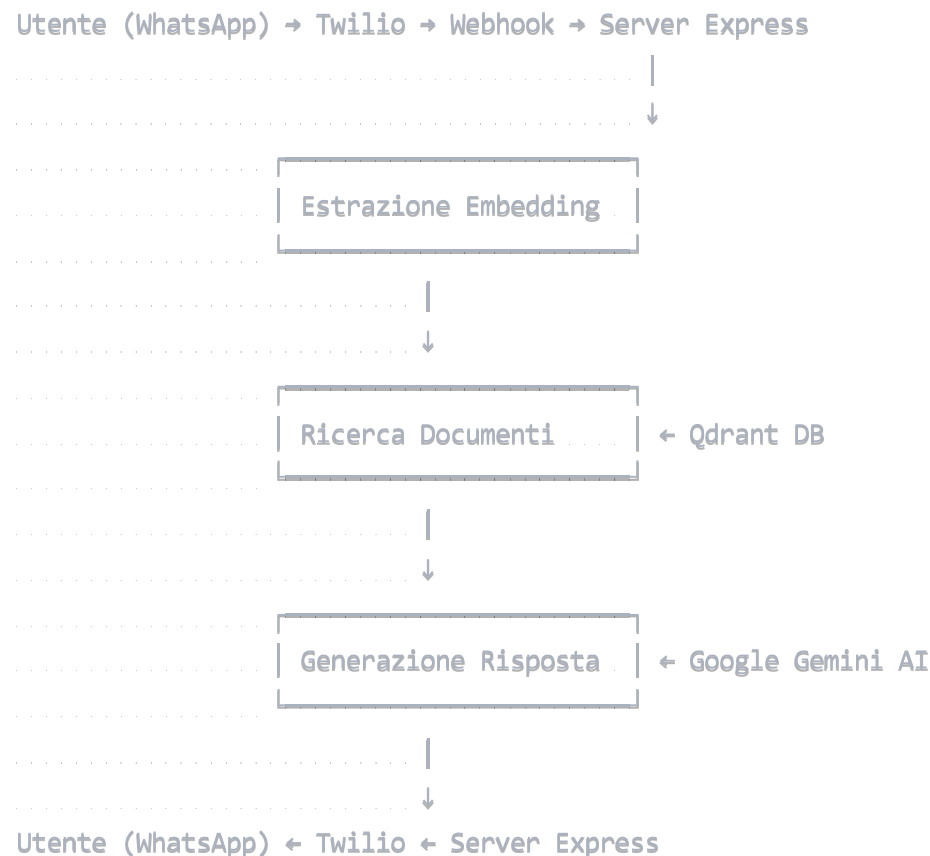 Utente (WhatsApp) → Twilio → Webhook → Server Express
Estrazione Embedding
Ricerca Documenti ← Qdrant DB
Generazione Risposta ← Google Gemini AI
Utente (WhatsApp) ← Twilio ← Server Express